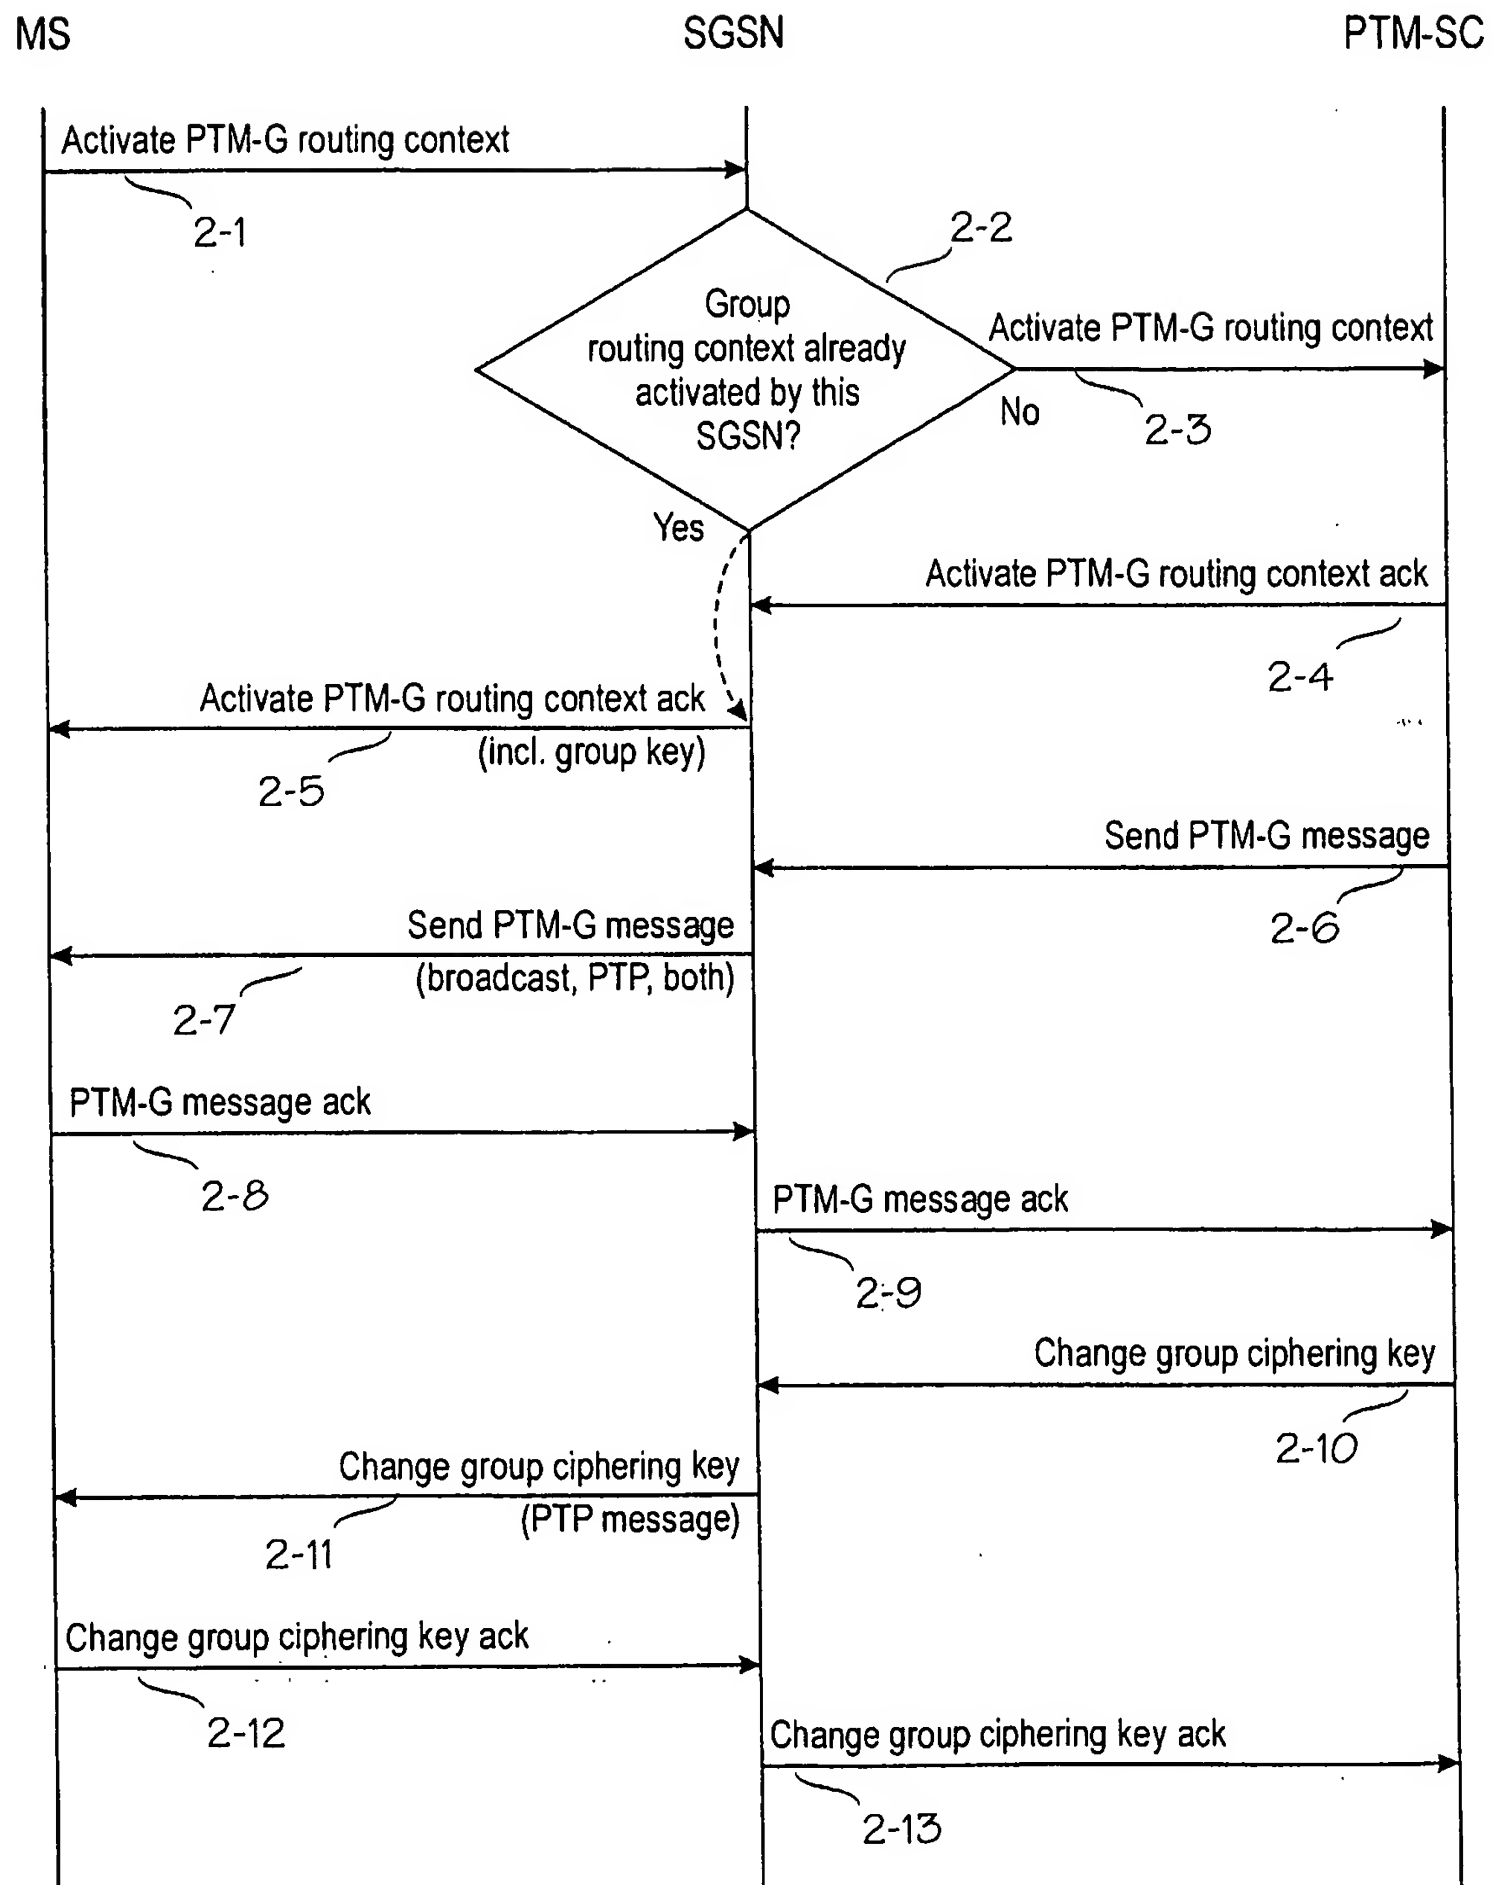 MS
SGSN
PTM-SC
Activate PTM-G routing context
2-1
2-2
Group
routing context already
activated by this
SGSN?
Activate PTM-G routing context
No
2-3
Yes
Activate PTM-G routing context ack
2-4
Activate PTM-G routing context ack
(incl. group key)
2-5
Send PTM-G message
2-6
Send PTM-G message
(broadcast, PTP, both)
2-7
PTM-G message ack
2-8
PTM-G message ack
2-9
Change group ciphering key
2-10
Change group ciphering key
(PTP message)
2-11
Change group ciphering key ack
2-12
Change group ciphering key ack
2-13